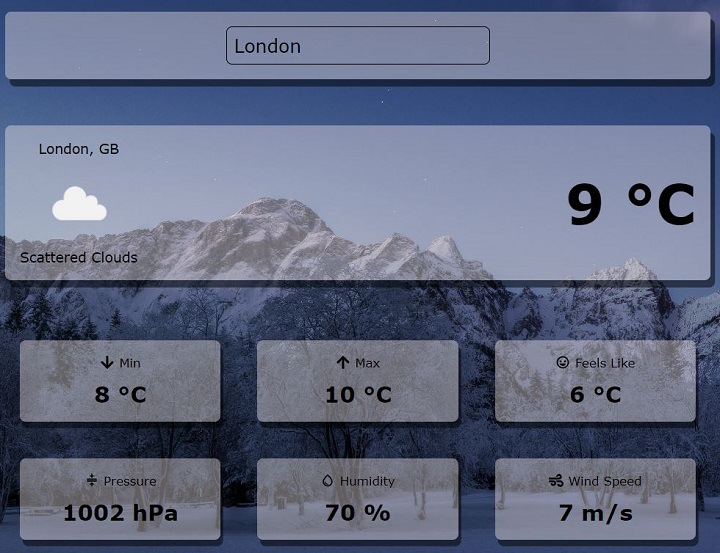 London
London, GB
9 °C
Scattered Clouds
Min
8 °C
Max
10 °C
Feels Like
6 °C
Pressure
1002 hPa
Humidity
70 %
Wind Speed
7 m/s